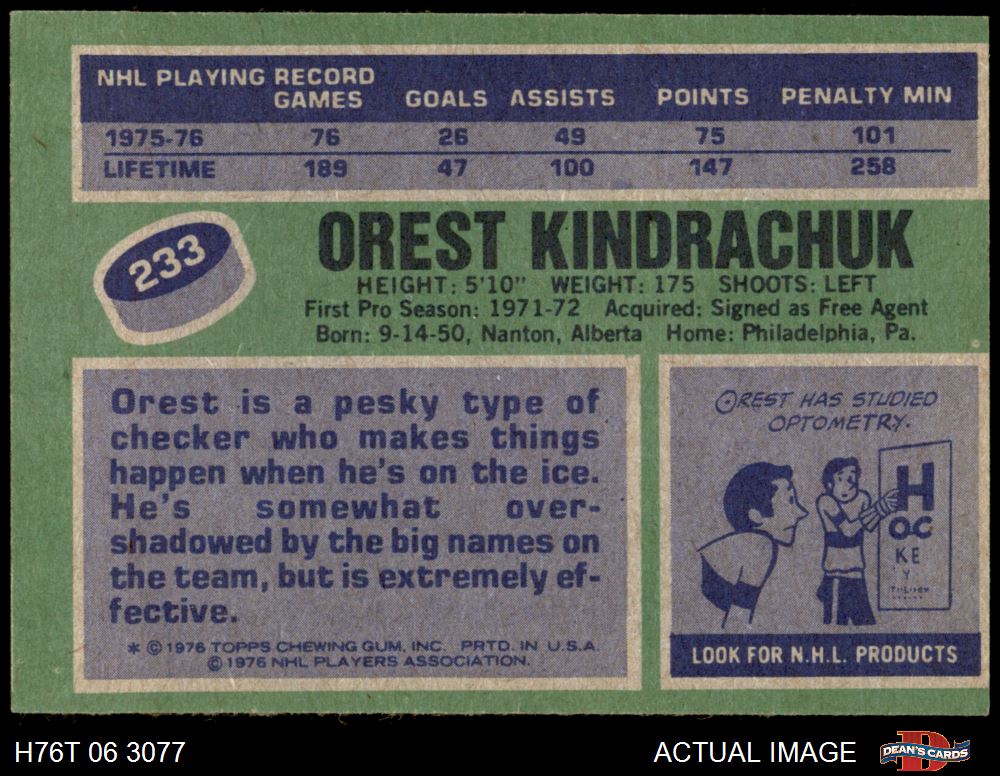 NHL PLAYING RECORD
GAMES GOALS ASSISTS POINTS PENALTY MIN
1975-76 76 26 49 75 101
LIFETIME 189 47 100 147 258
233
OREST KINDRACHUK
HEIGHT: 5'10" WEIGHT: 175 SHOOTS: LEFT
First Pro Season: 1971-72 Acquired: Signed as Free Agent
Born: 9-14-50, Nanton, Alberta Home: Philadelphia, Pa.
Orest is a pesky type of
checker who makes things
happen when he's on the ice.
He's somewhat over-
shadowed by the big names on
the team, but is extremely ef-
fective.
* © 1976 TOPPS CHEWING GUM, INC. PRTD. IN U.S.A.
© 1976 NHL PLAYERS ASSOCIATION.
OREST HAS STUDIED
OPTOMETRY.
H
OC
KE
Y
LOOK FOR N.H.L. PRODUCTS
H76T 06 3077
ACTUAL IMAGE
DEAN'S CARDS